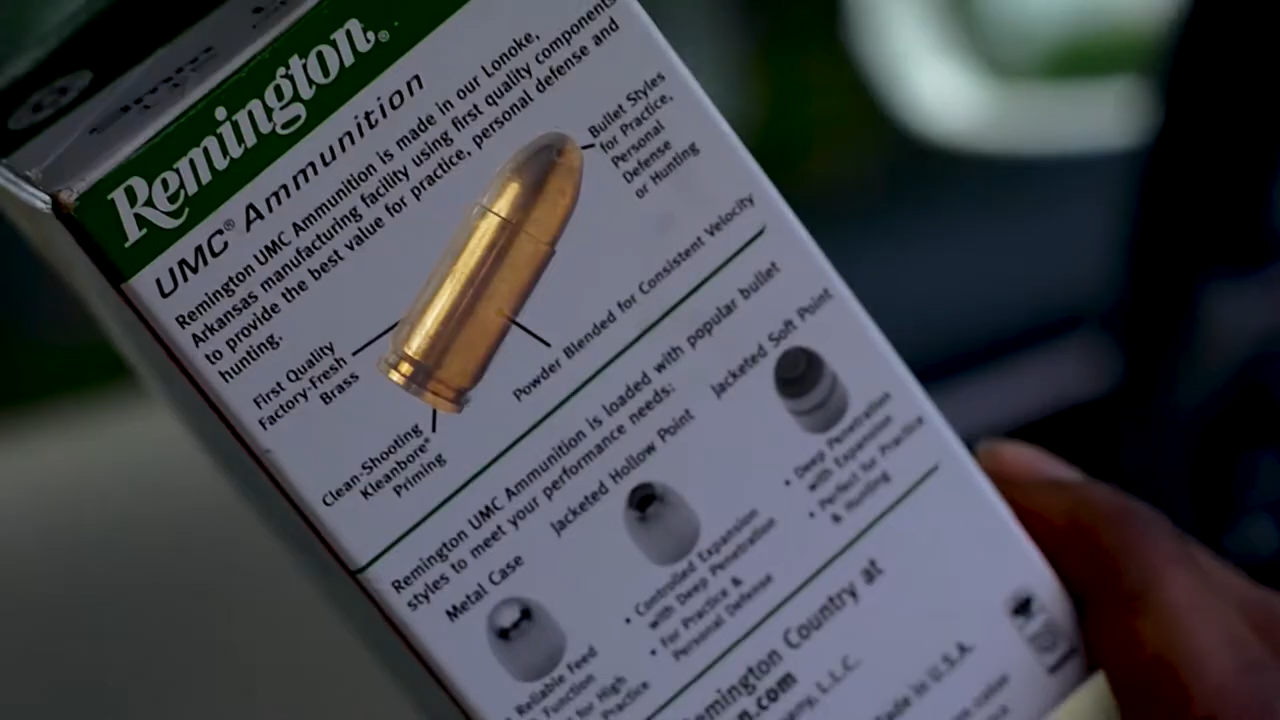 Remington®
UMC® Ammunition
Remington UMC Ammunition is made in our Lonoke,
Arkansas manufacturing facility using first quality components
to provide the best value for practice, personal defense and
hunting.
Bullet Styles
for Practice,
Personal
Defense
or Hunting
First Quality
Factory-Fresh
Brass
Powder Blended for Consistent Velocity
Clean-Shooting
Kleanbore®
Priming
Remington UMC Ammunition is loaded with popular bullet
styles to meet your performance needs:
Metal Case
Reliable Feed
Function
for High
Practice
Jacketed Hollow Point
• Controlled Expansion
with Deep Penetration
• For Practice &
Personal Defense
Jacketed Soft Point
• Deep Penetration
with Expansion
• Perfect for Practice
& Hunting
Remington Country at
.com
L.L.C.
Made in U.S.A.